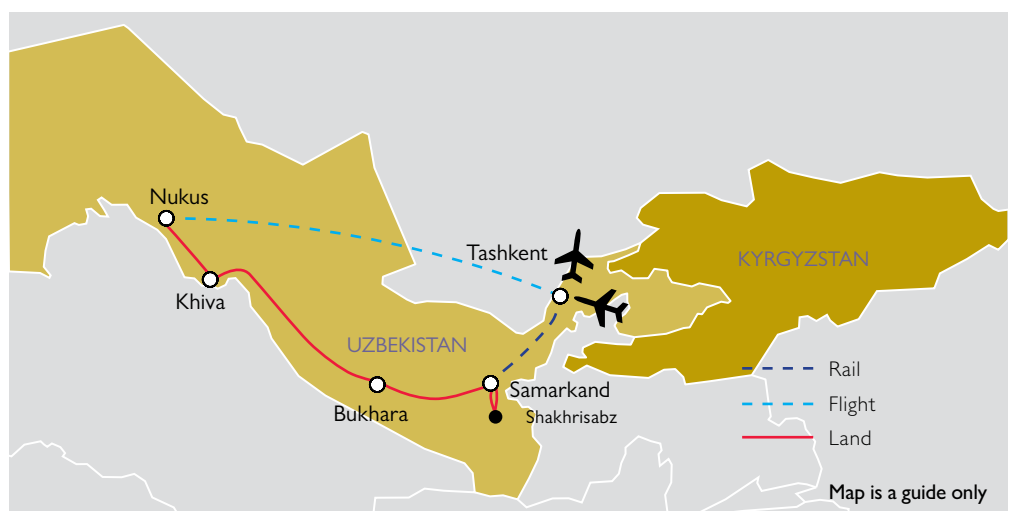 Nukus
Tashkent
KYRGYZSTAN
Khiva
UZBEKISTAN
Rail
Samarkand
Bukhara
Shakhrisabz
Flight
Land
Map is a guide only